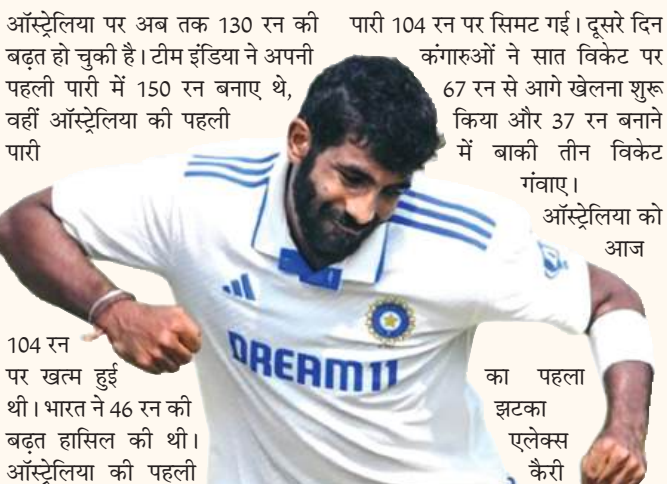 ऑस्ट्रेलिया पर अब तक 130 रन की
बढ़त हो चुकी है। टीम इंडिया ने अपनी
पहली पारी में 150 रन बनाए थे,
वहीं ऑस्ट्रेलिया की पहली
पारी
104 रन
पर खत्म हुई
थी। भारत ने 46 रन की
बढ़त हासिल की थी।
ऑस्ट्रेलिया की पहली
पारी 104 रन पर सिमट गई। दूसरे दिन
कंगारुओं ने सात विकेट पर
67 रन से आगे खेलना शुरू
किया और 37 रन बनाने
में बाकी तीन विकेट
गंवाए।
ऑस्ट्रेलिया को
आज
का पहला
झटका
एलेक्स
कैरी
DREAM11